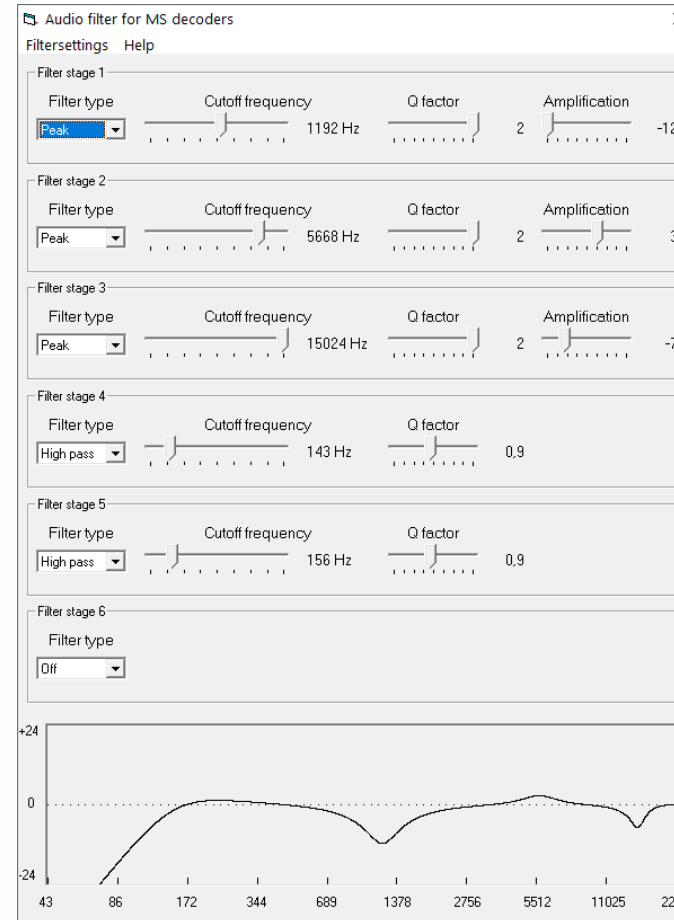 Audio filter for MS decoders
Filtersettings Help
Filter stage 1
Filter type Cutoff frequency Q factor Amplification
Peak 1192 Hz 2 -12
Filter stage 2
Filter type Cutoff frequency Q factor Amplification
Peak 5668 Hz 2 3
Filter stage 3
Filter type Cutoff frequency Q factor Amplification
Peak 15024 Hz 2 -7
Filter stage 4
Filter type Cutoff frequency Q factor
High pass 143 Hz 0,9
Filter stage 5
Filter type Cutoff frequency Q factor
High pass 156 Hz 0,9
Filter stage 6
Filter type
Off
+24
0
-24
43 86 172 344 689 1378 2756 5512 11025 22